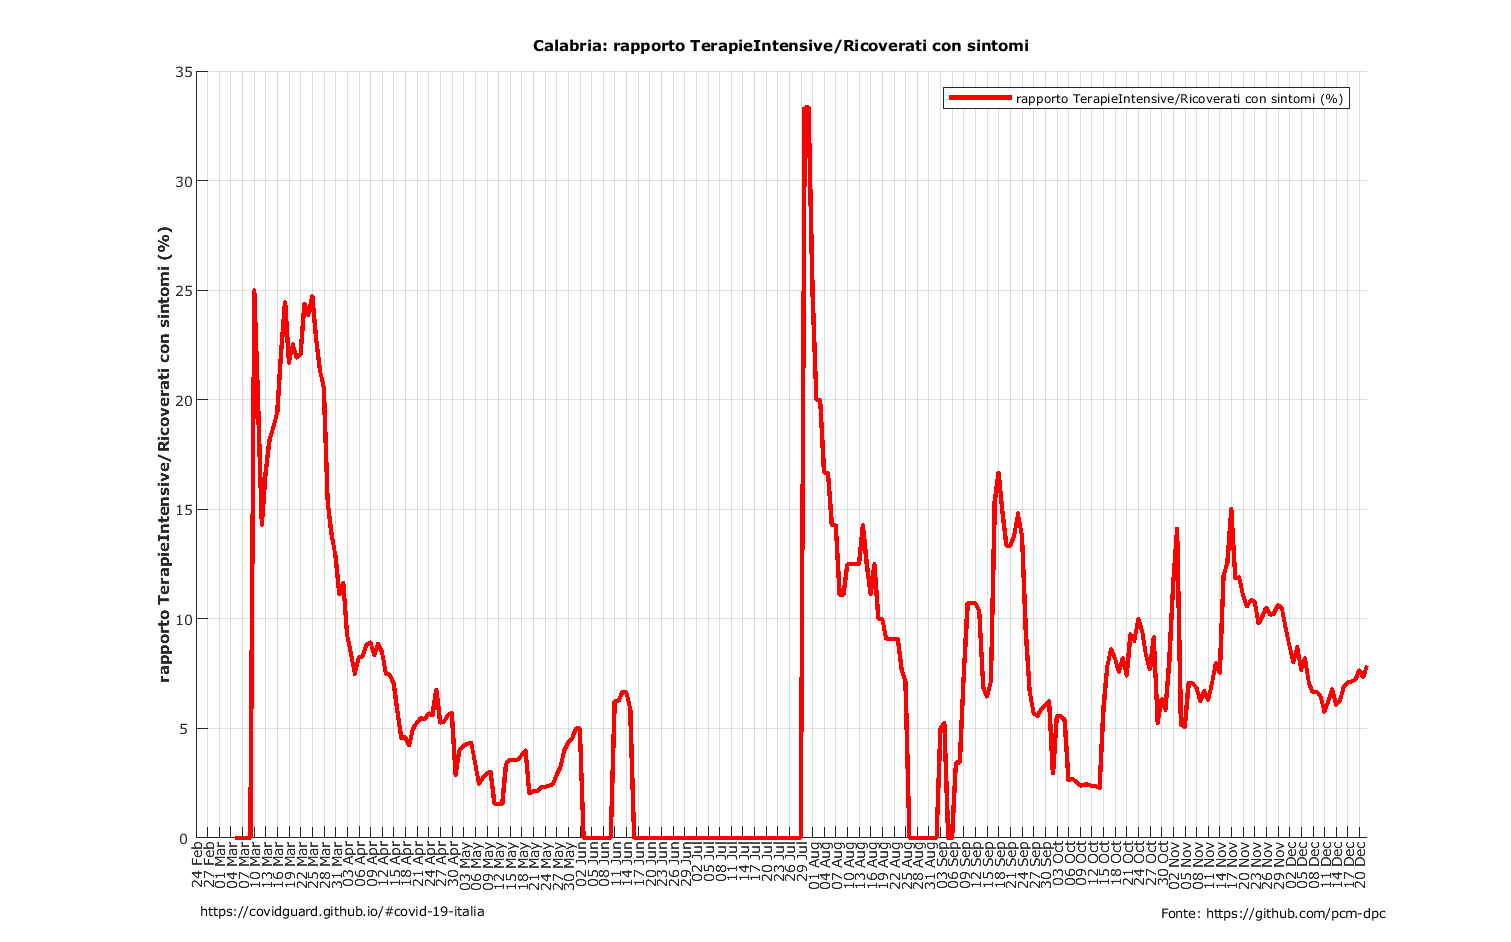 Calabria: rapporto TerapieIntensive/Ricoverati con sintomi
rapporto TerapieIntensive/Ricoverati con sintomi (%)
rapporto TerapieIntensive/Ricoverati con sintomi (%)
35
30
25
20
15
10
5
0
24 Feb
27 Feb
01 Mar
04 Mar
07 Mar
10 Mar
13 Mar
16 Mar
19 Mar
22 Mar
25 Mar
28 Mar
31 Mar
03 Apr
06 Apr
09 Apr
12 Apr
15 Apr
18 Apr
21 Apr
24 Apr
27 Apr
30 Apr
03 May
06 May
09 May
12 May
15 May
18 May
21 May
24 May
27 May
30 May
02 Jun
05 Jun
08 Jun
11 Jun
14 Jun
17 Jun
20 Jun
23 Jun
26 Jun
29 Jun
02 Jul
05 Jul
08 Jul
11 Jul
14 Jul
17 Jul
20 Jul
23 Jul
26 Jul
29 Jul
01 Aug
04 Aug
07 Aug
10 Aug
13 Aug
16 Aug
19 Aug
22 Aug
25 Aug
28 Aug
31 Aug
03 Sep
06 Sep
09 Sep
12 Sep
15 Sep
18 Sep
21 Sep
24 Sep
27 Sep
30 Sep
03 Oct
06 Oct
09 Oct
12 Oct
15 Oct
18 Oct
21 Oct
24 Oct
27 Oct
30 Oct
02 Nov
05 Nov
08 Nov
11 Nov
14 Nov
17 Nov
20 Nov
23 Nov
26 Nov
29 Nov
02 Dec
05 Dec
08 Dec
11 Dec
14 Dec
17 Dec
20 Dec
https://covidguard.github.io/#covid-19-italia
Fonte: https://github.com/pcm-dpc